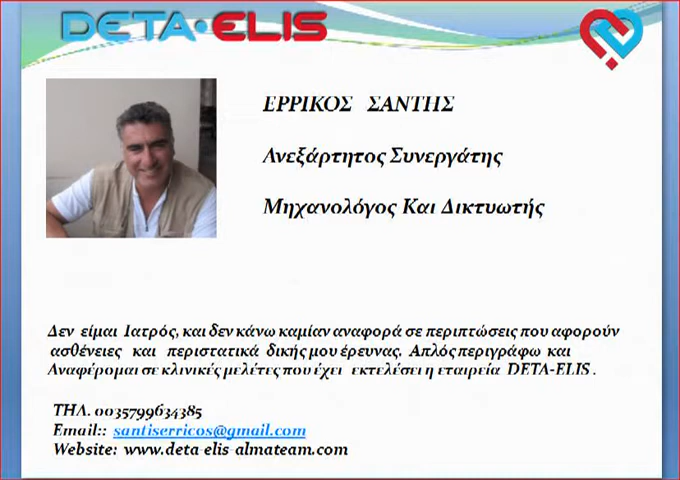 DETA·ELIS
ΕΡΡΙΚΟΣ ΣΑΝΤΗΣ
Ανεξάρτητος Συνεργάτης
Μηχανολόγος Και Δικτυωτής
Δεν είμαι Ιατρός, και δεν κάνω καμίαν αναφορά σε περιπτώσεις που αφορούν
ασθένειες και περιστατικά δικής μου έρευνας. Απλός περιγράφω και
Αναφέρομαι σε κλινικές μελέτες που έχει εκτελέσει η εταιρεία DETA-ELIS .
ΤΗΛ. 0035799634385
Email:: santiserricos@gmail.com
Website: www.deta elis-almateam.com